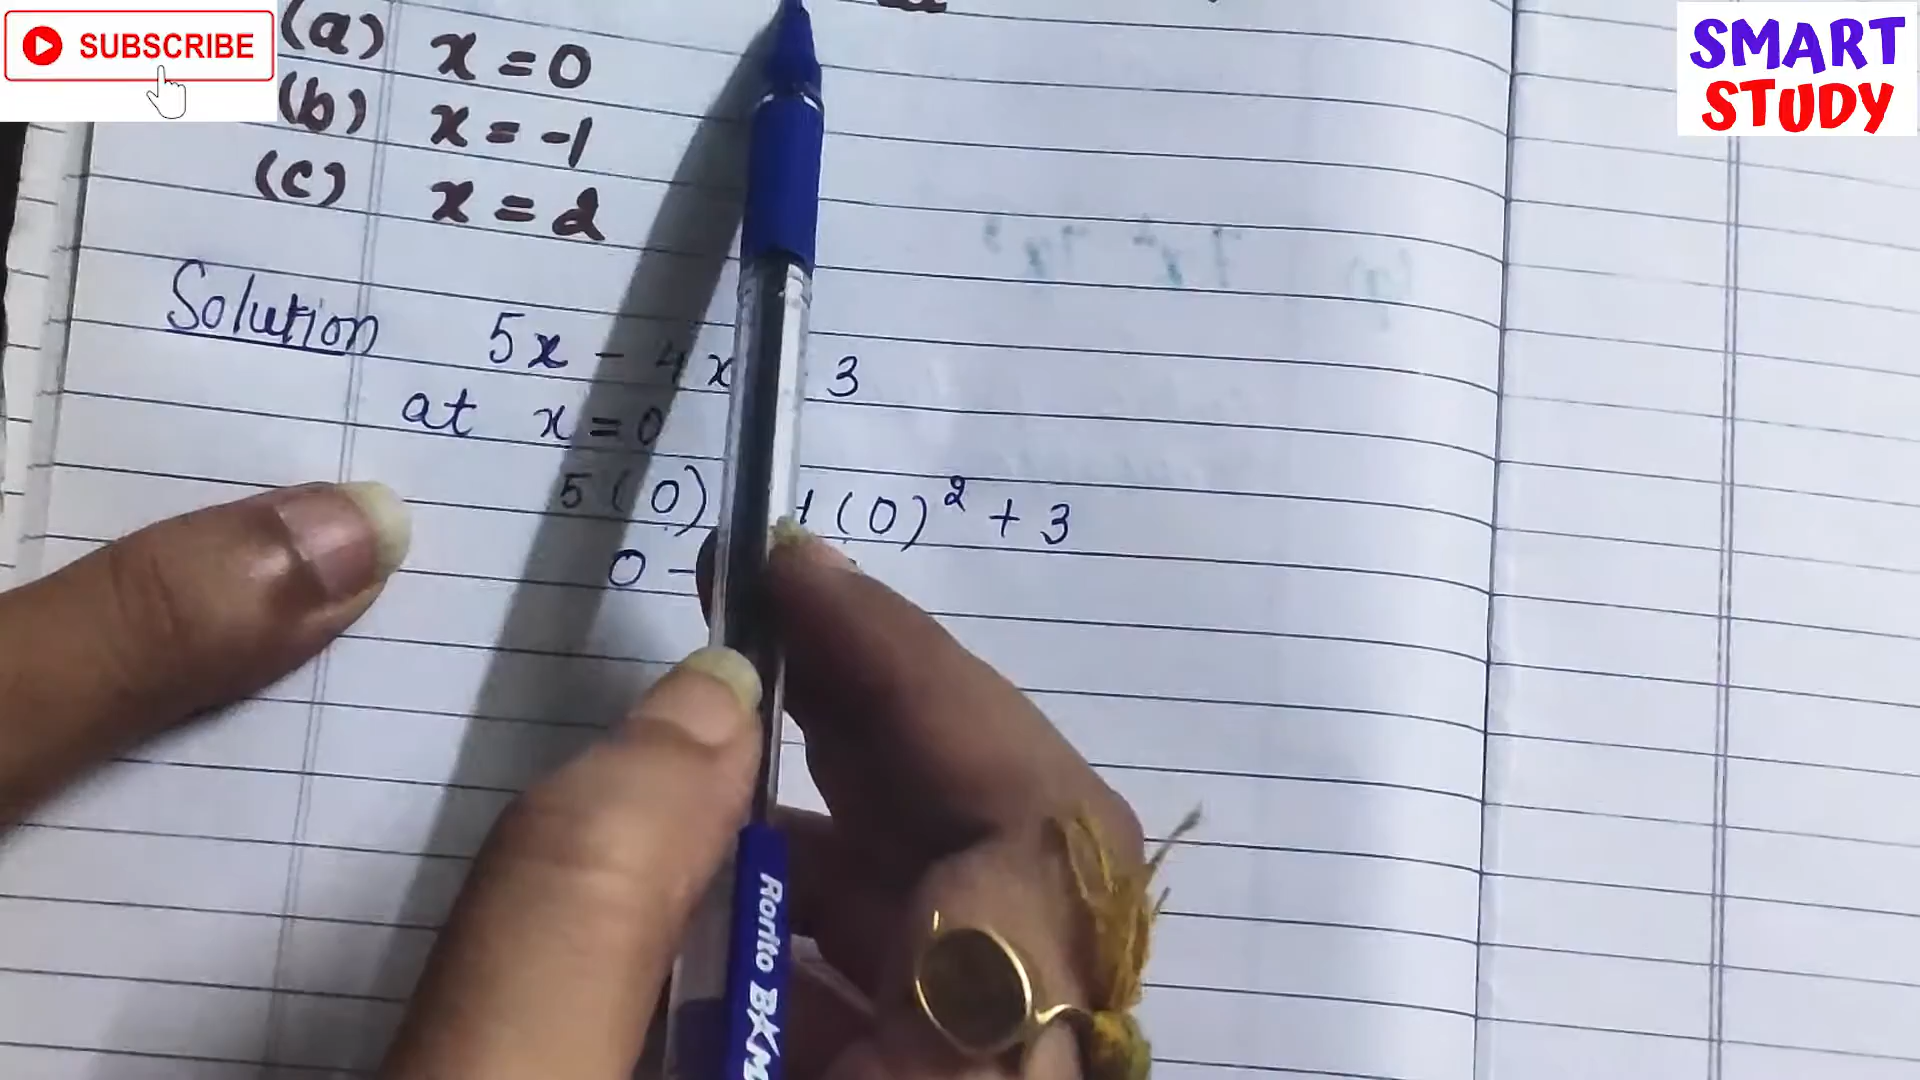 SUBSCRIBE
SMART
STUDY
(a) x = 0
(b) x = -1
(c) x = 2
Solution 5x - 4x 3
at x = 0
5(0) 4(0)² + 3
0 -
Rorito